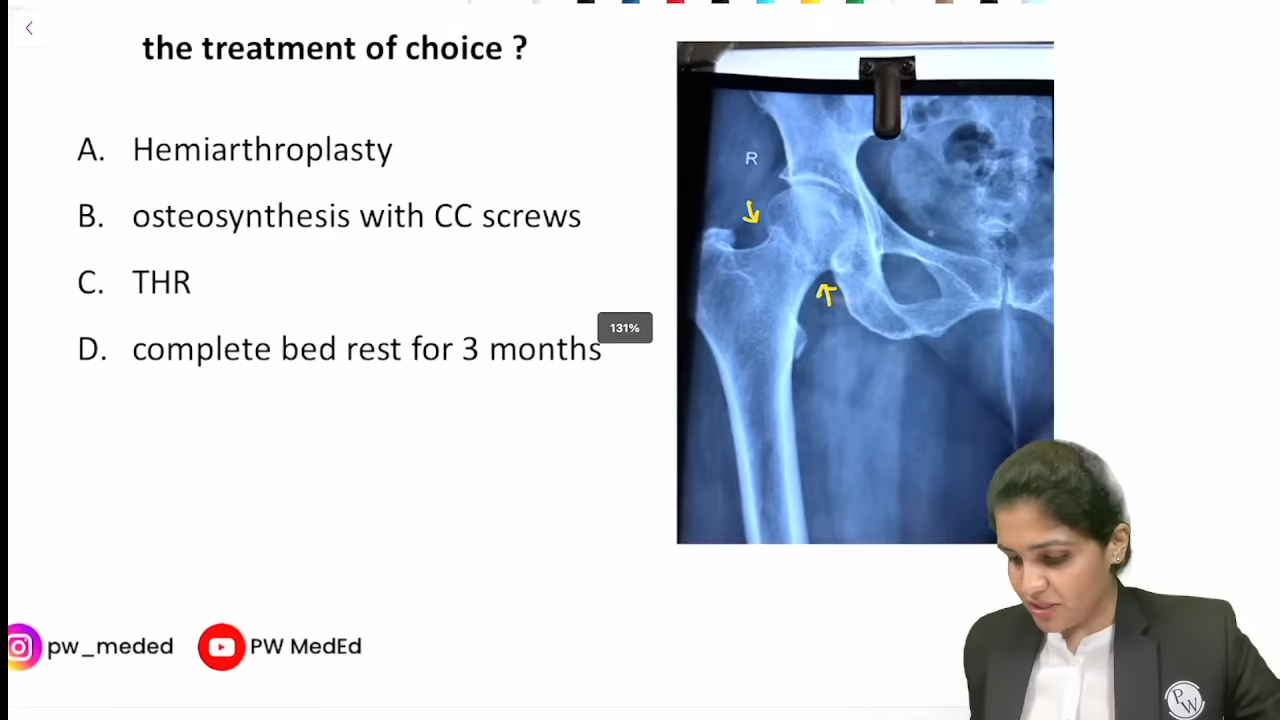 the treatment of choice ?
A. Hemiarthroplasty
B. osteosynthesis with CC screws
C. THR
D. complete bed rest for 3 months
131%
R
pw_meded
PW MedEd
PW